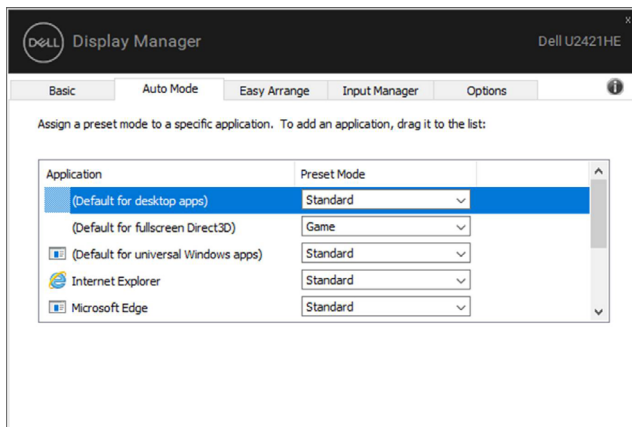 x
DELL Display Manager Dell U2421HE
Basic Auto Mode Easy Arrange Input Manager Options i
Assign a preset mode to a specific application. To add an application, drag it to the list:
Application Preset Mode
(Default for desktop apps) Standard
(Default for fullscreen Direct3D) Game
(Default for universal Windows apps) Standard
Internet Explorer Standard
Microsoft Edge Standard